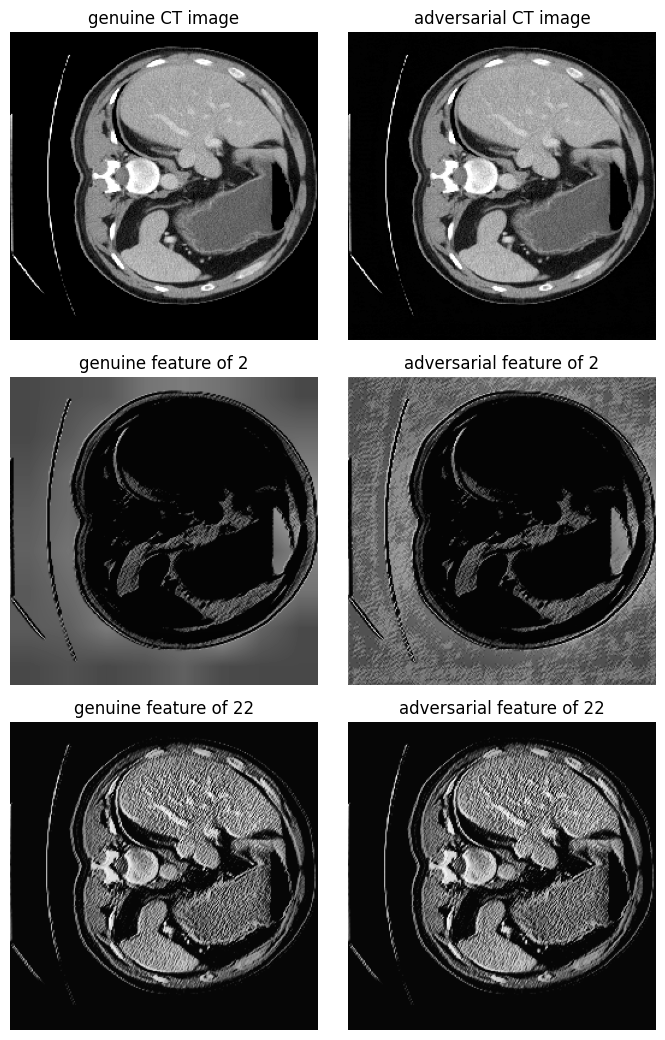 genuine CT image
adversarial CT image
genuine feature of 2
adversarial feature of 2
genuine feature of 22
adversarial feature of 22